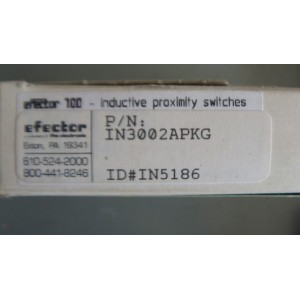 efector 100 - inductive proximity switches
efector
P/N:
IN3002APKG
Exton, PA 19341
610-524-2000
800-441-8246
ID#IN5186